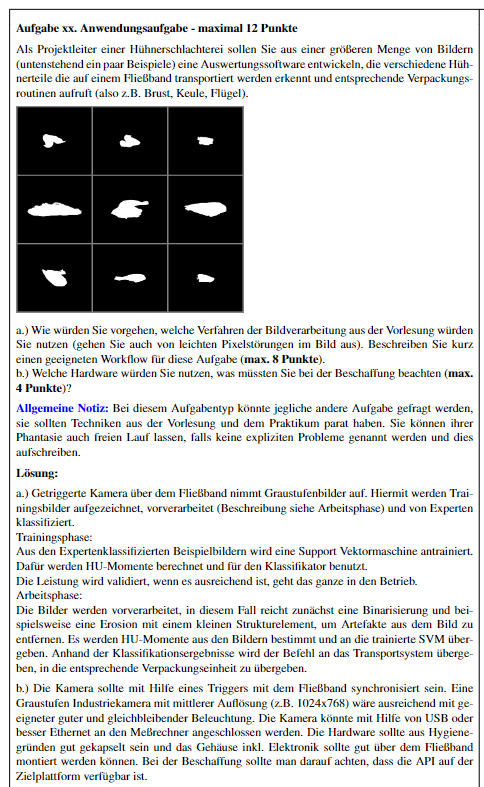 Aufgabe xx. Anwendungsaufgabe - maximal 12 Punkte
Als Projektleiter einer Hühnerschlachterei sollen Sie aus einer größeren Menge von Bildern
(untenstehend ein paar Beispiele) eine Auswertungssoftware entwickeln, die verschiedene Hüh-
nerteile die auf einem Fließband transportiert werden erkennt und entsprechende Verpackungs-
routinen aufruft (also z.B. Brust, Keule, Flügel).
a.) Wie würden Sie vorgehen, welche Verfahren der Bildverarbeitung aus der Vorlesung würden
Sie nutzen (gehen Sie auch von leichten Pixelstörungen im Bild aus). Beschreiben Sie kurz
einen geeigneten Workflow für diese Aufgabe (max. 8 Punkte).
b.) Welche Hardware würden Sie nutzen, was müssten Sie bei der Beschaffung beachten (max.
4 Punkte)?
Allgemeine Notiz: Bei diesem Aufgabentyp könnte jegliche andere Aufgabe gefragt werden,
sie sollten Techniken aus der Vorlesung und dem Praktikum parat haben. Sie können ihrer
Phantasie auch freien Lauf lassen, falls keine expliziten Probleme genannt werden und dies
aufschreiben.
Lösung:
a.) Getriggerte Kamera über dem Fließband nimmt Graustufenbilder auf. Hiermit werden Trai-
ningsbilder aufgezeichnet, vorverarbeitet (Beschreibung siehe Arbeitsphase) und von Experten
klassifiziert.
Trainingsphase:
Aus den Expertenklassifizierten Beispielbildern wird eine Support Vektormaschine antrainiert.
Dafür werden HU-Momente berechnet und für den Klassifikator benutzt.
Die Leistung wird validiert, wenn es ausreichend ist, geht das ganze in den Betrieb.
Arbeitsphase:
Die Bilder werden vorverarbeitet, in diesem Fall reicht zunächst eine Binarisierung und bei-
spielsweise eine Erosion mit einem kleinen Strukturelement, um Artefakte aus dem Bild zu
entfernen. Es werden HU-Momente aus den Bildern bestimmt und an die trainierte SVM über-
geben. Anhand der Klassifikationsergebnisse wird der Befehl an das Transportsystem überge-
ben, in die entsprechende Verpackungseinheit zu übergeben.
b.) Die Kamera sollte mit Hilfe eines Triggers mit dem Fließband synchronisiert sein. Eine
Graustufen Industriekamera mit mittlerer Auflösung (z.B. 1024x768) wäre ausreichend mit ge-
eigneter guter und gleichbleibender Beleuchtung. Die Kamera könnte mit Hilfe von USB oder
besser Ethernet an den Meßrechner angeschlossen werden. Die Hardware sollte aus Hygiene-
gründen gut gekapselt sein und das Gehäuse inkl. Elektronik sollte gut über dem Fließband
montiert werden können. Bei der Beschaffung sollte man darauf achten, dass die API auf der
Zielplattform verfügbar ist.